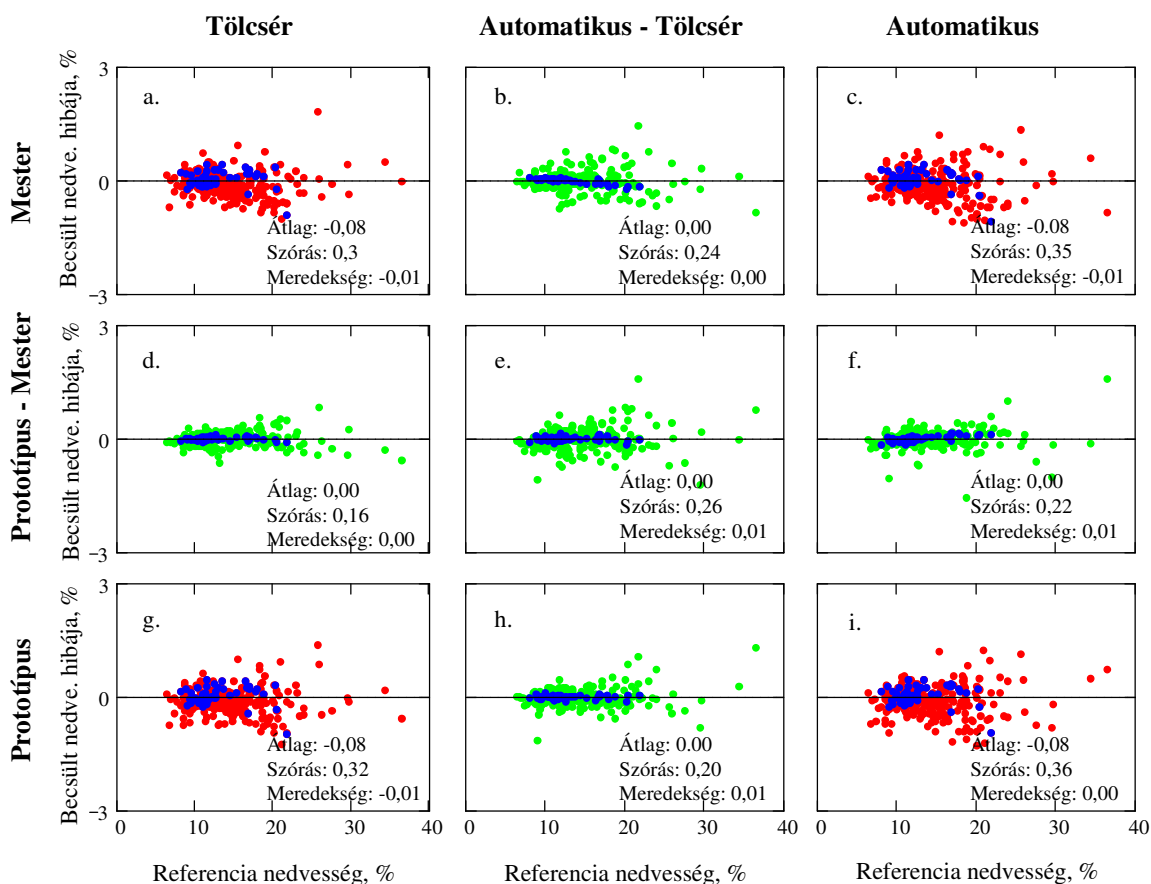 Tölcsér
Automatikus - Tölcsér
Automatikus
Mester
Becsült nedve. hibája, %
3
0
−3
a.
Átlag: -0,08
Szórás: 0,3
Meredekség: -0,01
b.
Átlag: 0,00
Szórás: 0,24
Meredekség: 0,00
c.
Átlag: -0.08
Szórás: 0,35
Meredekség: -0,01
Prototípus - Mester
Becsült nedve. hibája, %
3
0
−3
d.
Átlag: 0,00
Szórás: 0,16
Meredekség: 0,00
e.
Átlag: 0,00
Szórás: 0,26
Meredekség: 0,01
f.
Átlag: 0,00
Szórás: 0,22
Meredekség: 0,01
Prototípus
Becsült nedve. hibája, %
3
0
−3
g.
Átlag: -0,08
Szórás: 0,32
Meredekség: -0,01
h.
Átlag: 0.00
Szórás: 0,20
Meredekség: 0,01
i.
Átlag: -0,08
Szórás: 0,36
Meredekség: 0,00
0 10 20 30 40
0 10 20 30 40
0 10 20 30 40
Referencia nedvesség, %
Referencia nedvesség, %
Referencia nedvesség, %